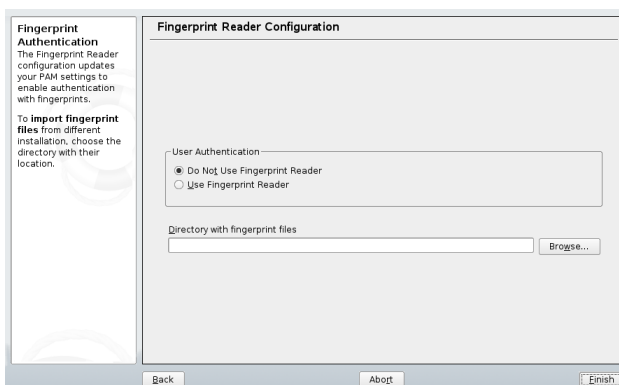 Fingerprint
Authentication
The Fingerprint Reader
configuration updates
your PAM settings to
enable authentication
with fingerprints.
To import fingerprint
files from different
installation, choose the
directory with their
location.
Fingerprint Reader Configuration
User Authentication
Do Not Use Fingerprint Reader
Use Fingerprint Reader
Directory with fingerprint files
Browse...
Back
Abort
Finish